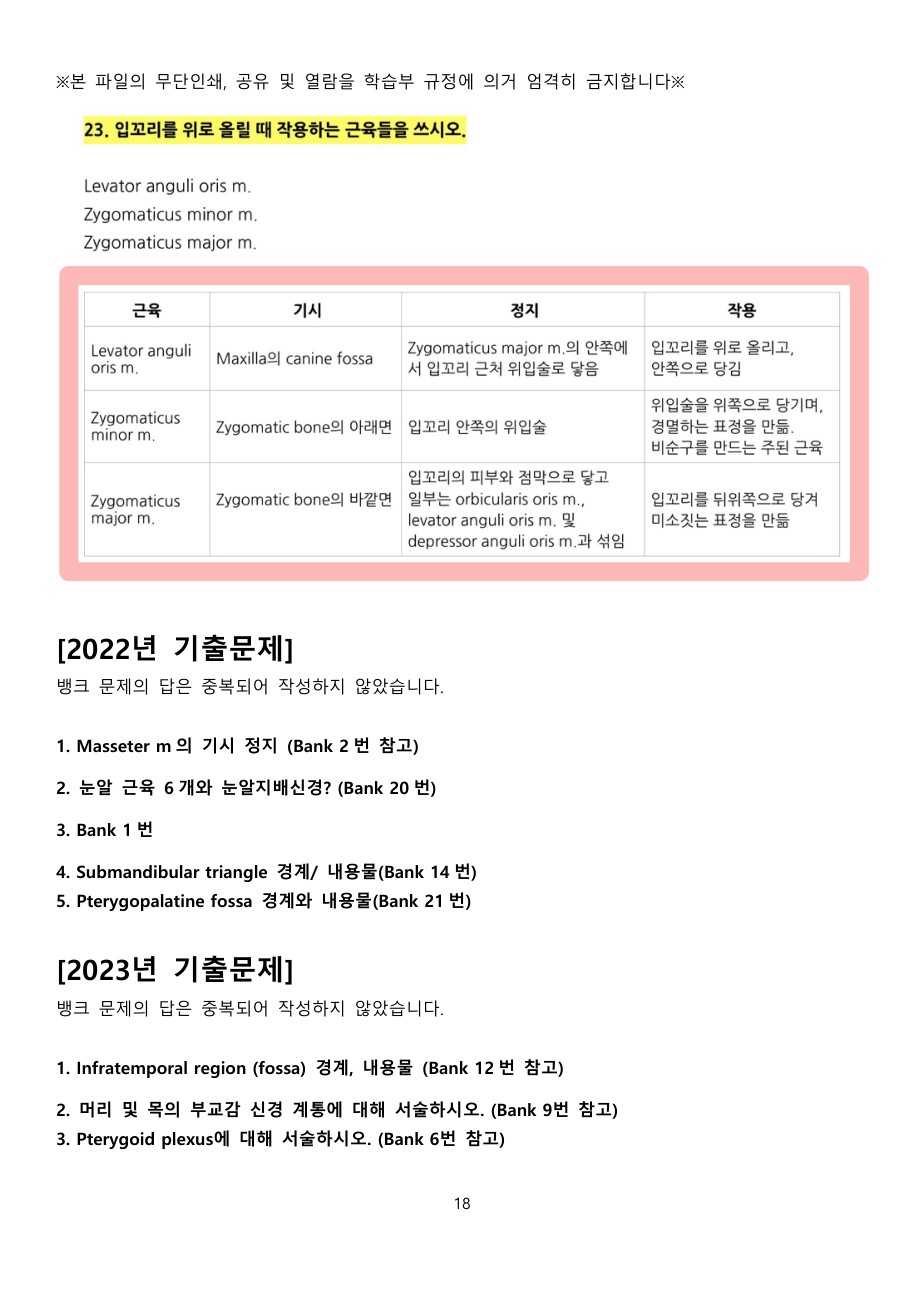 ※본 파일의 무단인쇄, 공유 및 열람을 학습부 규정에 의거 엄격히 금지합니다※
23. 입꼬리를 위로 올릴 때 작용하는 근육들을 쓰시오.
Levator anguli oris m.
Zygomaticus minor m.
Zygomaticus major m.
근육 기시 정지 작용
Levator anguli
oris m.
Maxilla의 canine fossa
Zygomaticus major m.의 안쪽에
서 입꼬리 근처 위입술로 닿음
입꼬리를 위로 올리고,
안쪽으로 당김
Zygomaticus
minor m.
Zygomatic bone의 아래면
입꼬리 안쪽의 위입술
위입술을 위쪽으로 당기며,
경멸하는 표정을 만듦.
비순구를 만드는 주된 근육
Zygomaticus
major m.
Zygomatic bone의 바깥면
입꼬리의 피부와 점막으로 닿고
일부는 orbicularis oris m.,
levator anguli oris m. 및
depressor anguli oris m.과 섞임
입꼬리를 뒤위쪽으로 당겨
미소짓는 표정을 만듦
[2022년 기출문제]
뱅크 문제의 답은 중복되어 작성하지 않았습니다.
1. Masseter m 의 기시 정지 (Bank 2 번 참고)
2. 눈알 근육 6 개와 눈알지배신경? (Bank 20 번)
3. Bank 1 번
4. Submandibular triangle 경계/ 내용물(Bank 14 번)
5. Pterygopalatine fossa 경계와 내용물(Bank 21 번)
[2023년 기출문제]
뱅크 문제의 답은 중복되어 작성하지 않았습니다.
1. Infratemporal region (fossa) 경계, 내용물 (Bank 12 번 참고)
2. 머리 및 목의 부교감 신경 계통에 대해 서술하시오. (Bank 9번 참고)
3. Pterygoid plexus에 대해 서술하시오. (Bank 6번 참고)
18